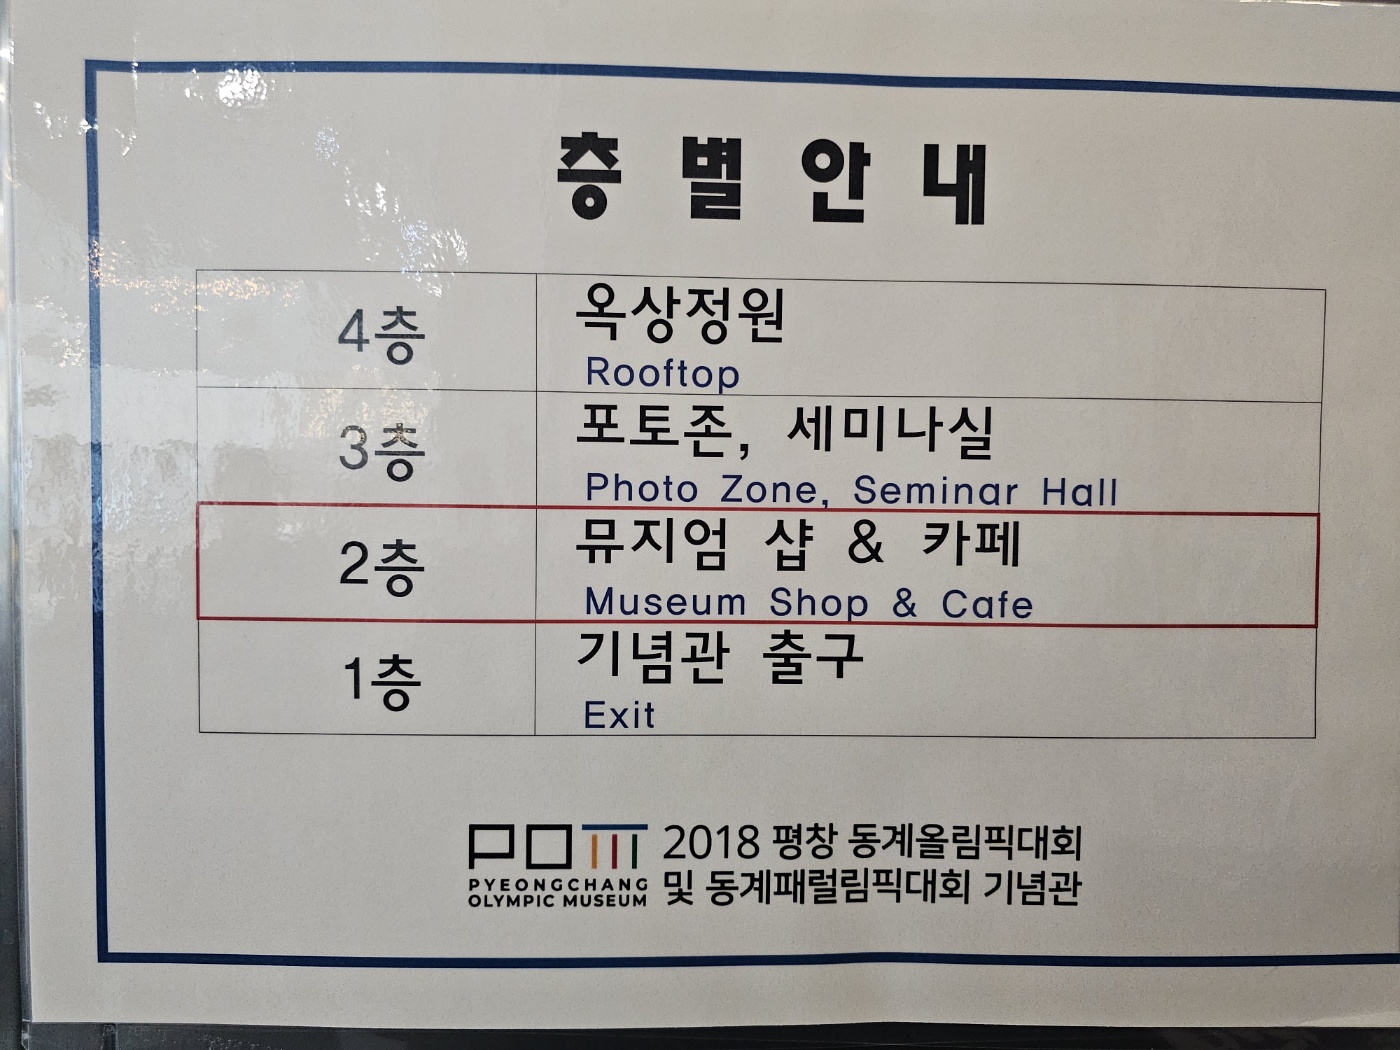 층별안내
4층
옥상정원
Rooftop
3층
포토존, 세미나실
Photo Zone, Seminar Hall
2층
뮤지엄 샵 & 카페
Museum Shop & Cafe
1층
기념관 출구
Exit
POM
PYEONGCHANG
OLYMPIC MUSEUM
2018 평창 동계올림픽대회
및 동계패럴림픽대회 기념관